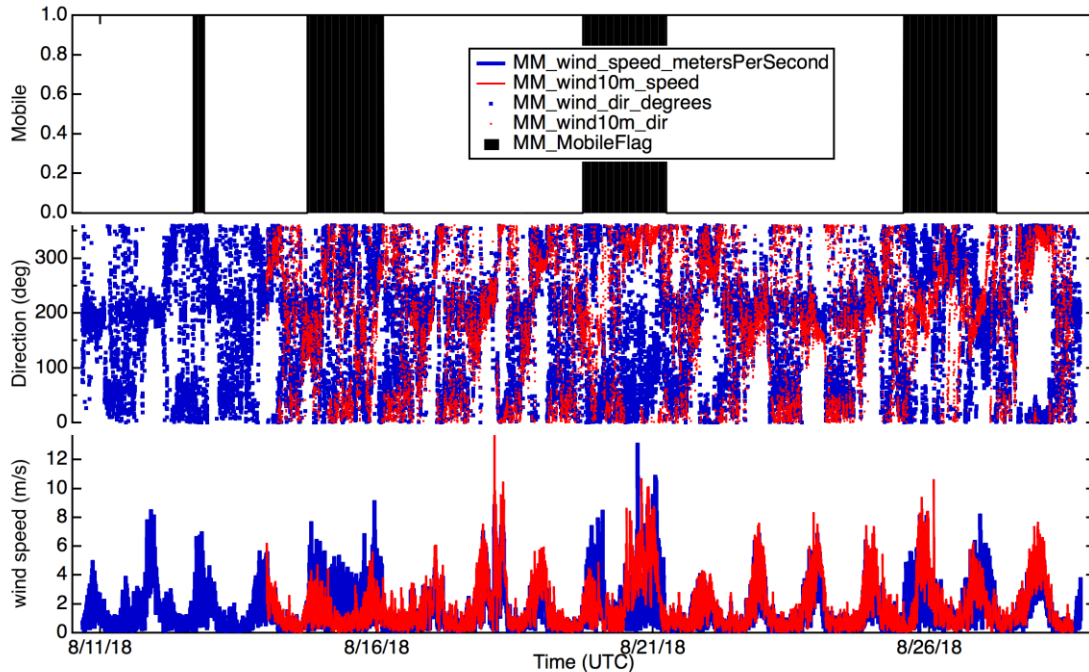 1.0
0.8
0.6
0.4
0.2
0.0
Mobile
MM_wind_speed_metersPerSecond
MM_wind10m_speed
MM_wind_dir_degrees
MM_wind10m_dir
MM_MobileFlag
300
200
100
0
Direction (deg)
12
10
8
6
4
2
0
wind speed (m/s)
8/11/18
8/16/18
8/21/18
8/26/18
Time (UTC)